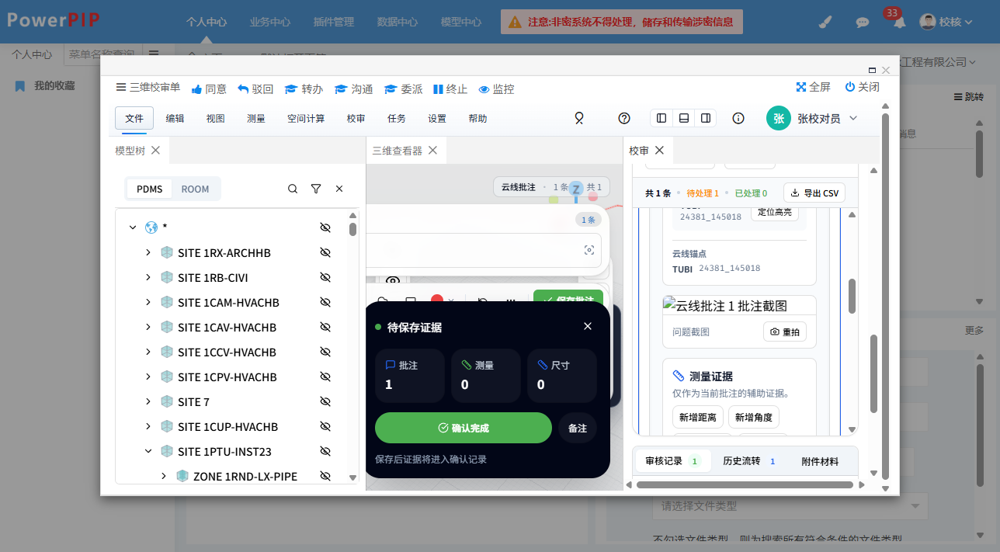 PowerPIP
个人中心
业务中心
插件管理
数据中心
模型中心
注意:非密系统不得处理，储存和传输涉密信息
33
校核
个人中心
菜单名称查询
我的收藏
工程有限公司
跳转
消息
更多
三维校审单
同意
驳回
转办
沟通
委派
终止
监控
全屏
关闭
文件
编辑
视图
测量
空间计算
校审
任务
设置
帮助
张
张校对员
模型树
三维查看器
校审
PDMS
ROOM
*
SITE 1RX-ARCHHB
SITE 1RB-CIVI
SITE 1CAM-HVACHB
SITE 1CAV-HVACHB
SITE 1CCV-HVACHB
SITE 1CPV-HVACHB
SITE 7
SITE 1CUP-HVACHB
SITE 1PTU-INST23
ZONE 1RND-LX-PIPE
云线批注 · 1 条
Z
共 1
1 条
保存批注
待保存证据
批注
1
测量
0
尺寸
0
确认完成
备注
保存后证据将进入确认记录
共 1 条
待处理 1
已处理 0
导出 CSV
24381_145018
定位高亮
云线锚点
TUBI 24381_145018
云线批注 1 批注截图
问题截图
重拍
测量证据
仅作为当前批注的辅助证据。
新增距离
新增角度
审核记录 1
历史流转 1
附件材料
请选择文件类型
不勾选文件类型，则为搜索所有符合条件的文件类型